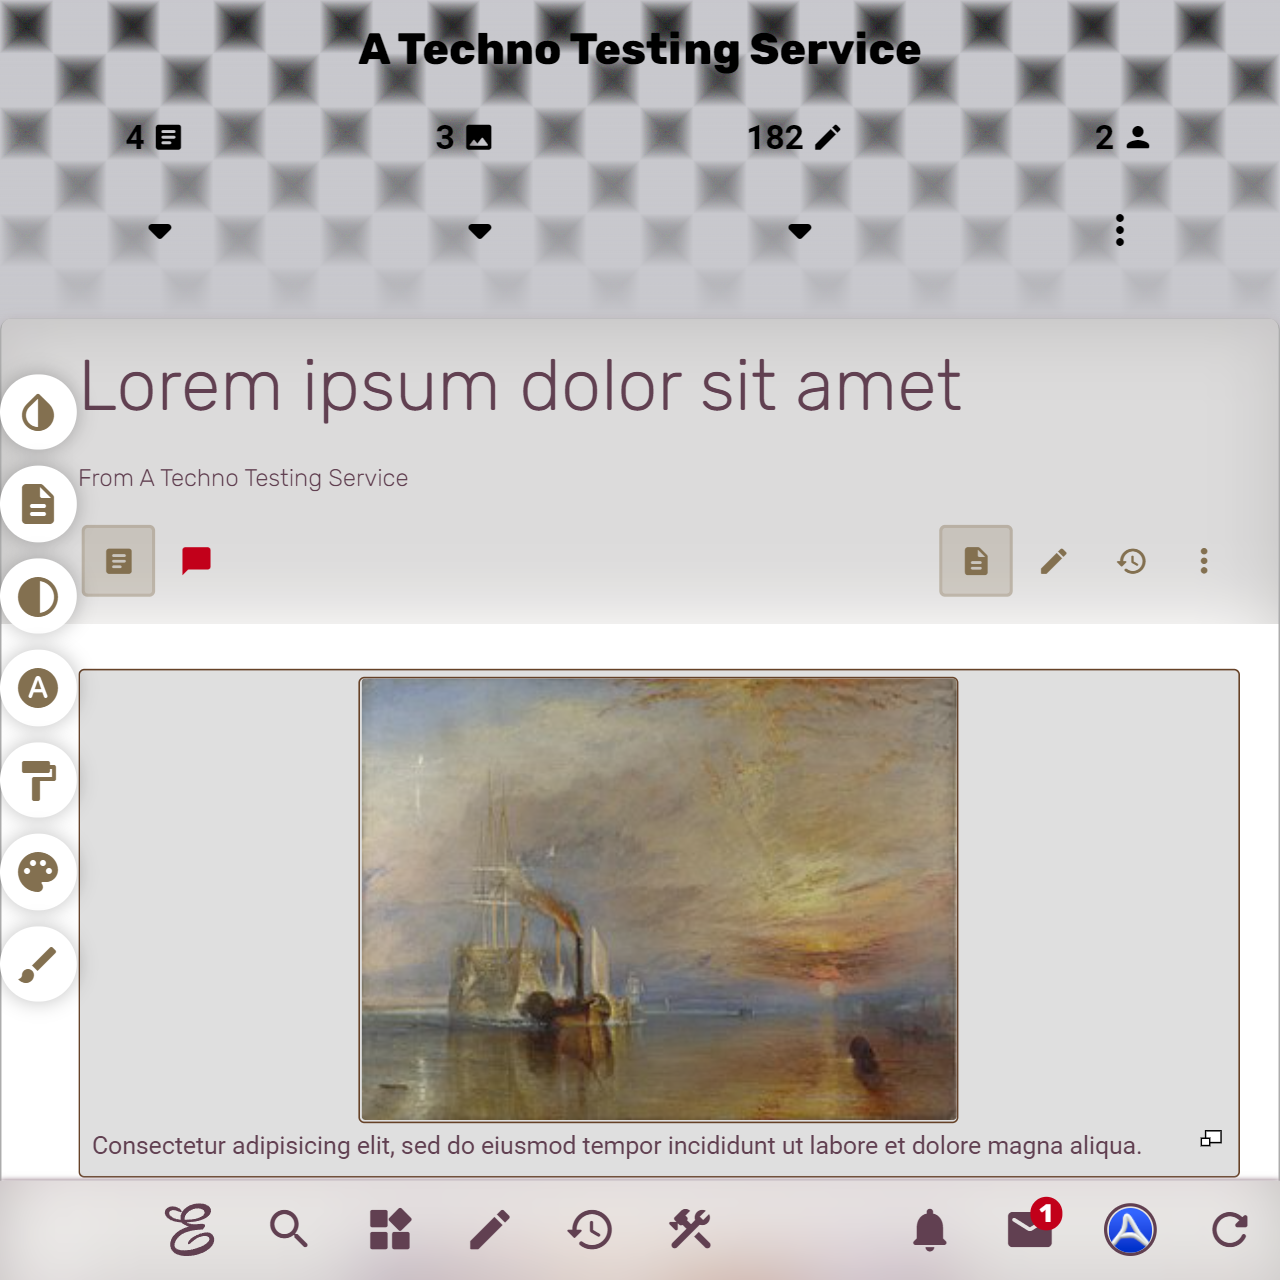 A Techno Testing Service
4
3
182
2
Lorem ipsum dolor sit amet
From A Techno Testing Service
A
Consectetur adipisicing elit, sed do eiusmod tempor incididunt ut labore et dolore magna aliqua.
1